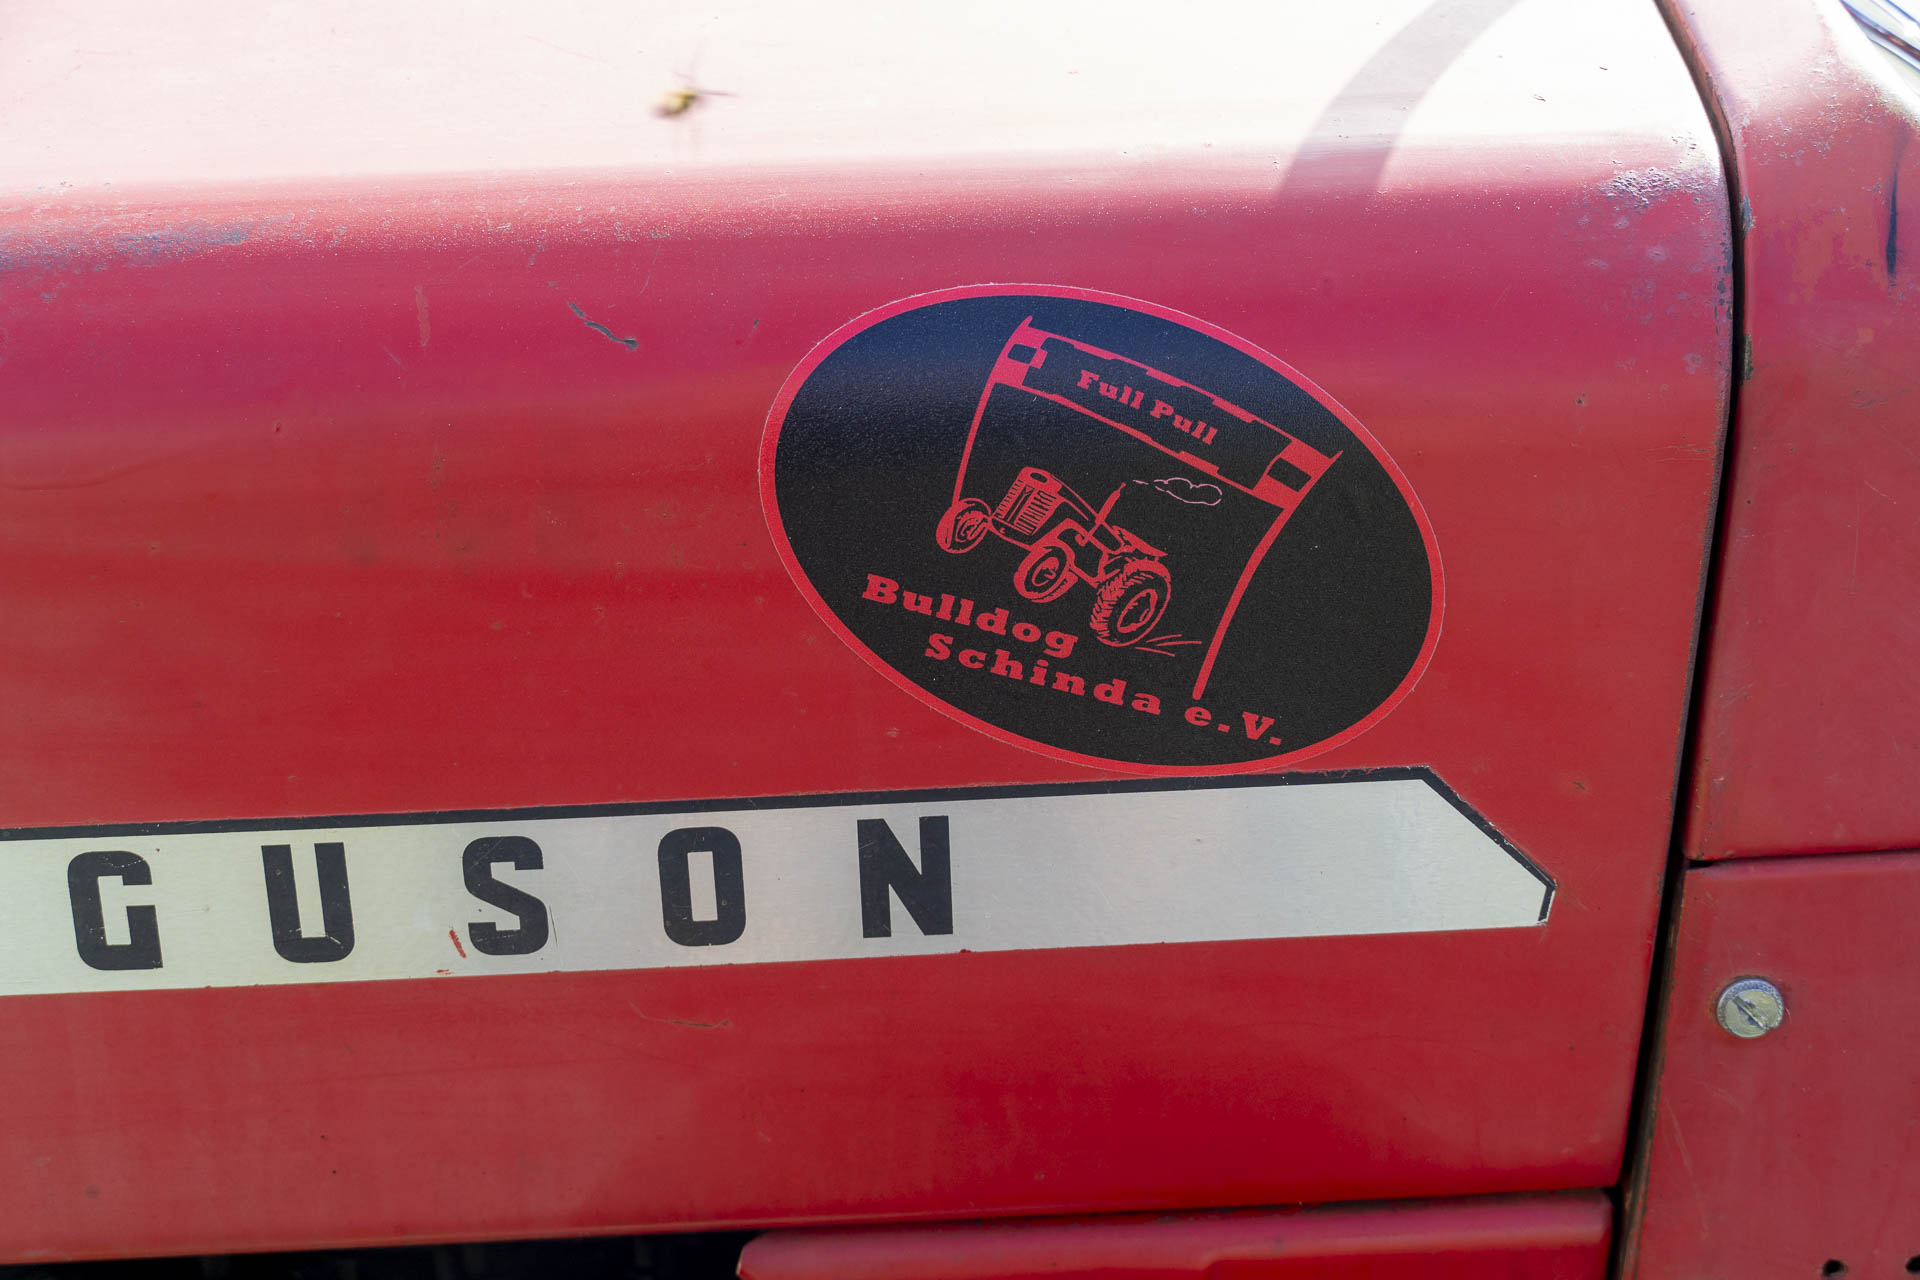 Full Pull
Bulldog
Schinda e.V.
GUSON